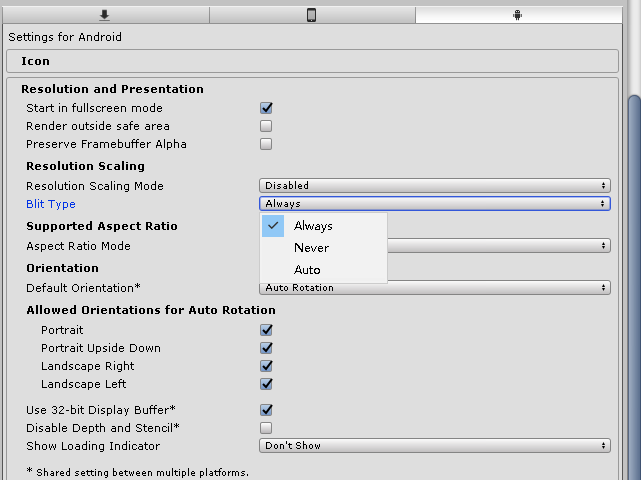 Settings for Android
Icon
Resolution and Presentation
Start in fullscreen mode
Render outside safe area
Preserve Framebuffer Alpha
Resolution Scaling
Resolution Scaling Mode Disabled
Blit Type Always
Always
Never
Auto
Supported Aspect Ratio
Aspect Ratio Mode
Orientation
Default Orientation* Auto Rotation
Allowed Orientations for Auto Rotation
Portrait
Portrait Upside Down
Landscape Right
Landscape Left
Use 32-bit Display Buffer*
Disable Depth and Stencil*
Show Loading Indicator Don't Show
* Shared setting between multiple platforms.